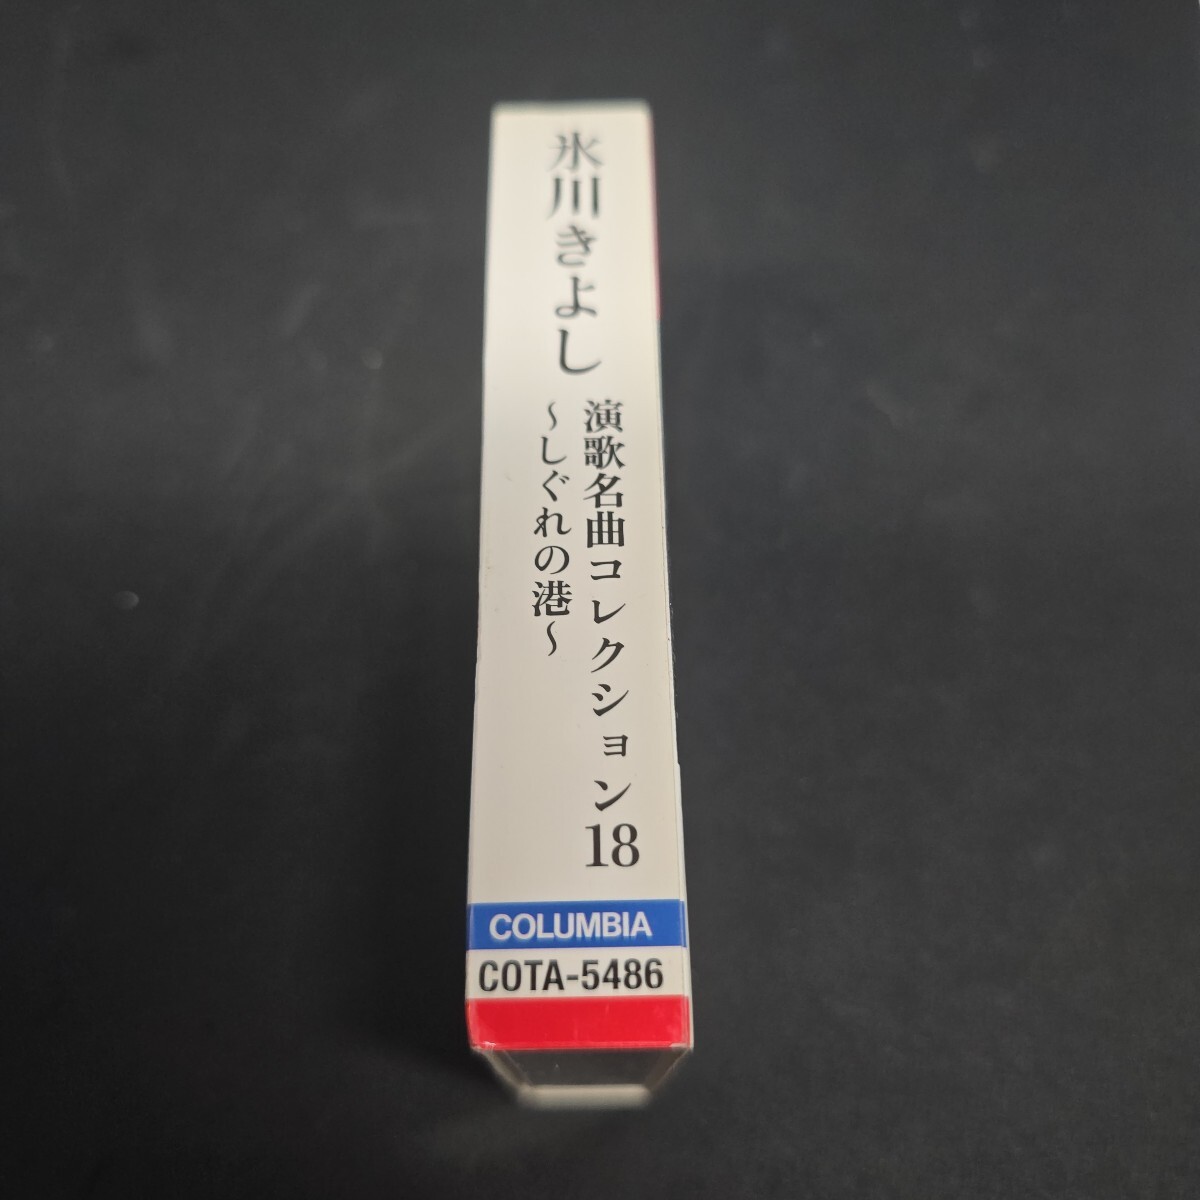 氷川きよし
演歌名曲コレクション18
～しぐれの港～
COLUMBIA
COTA-5486